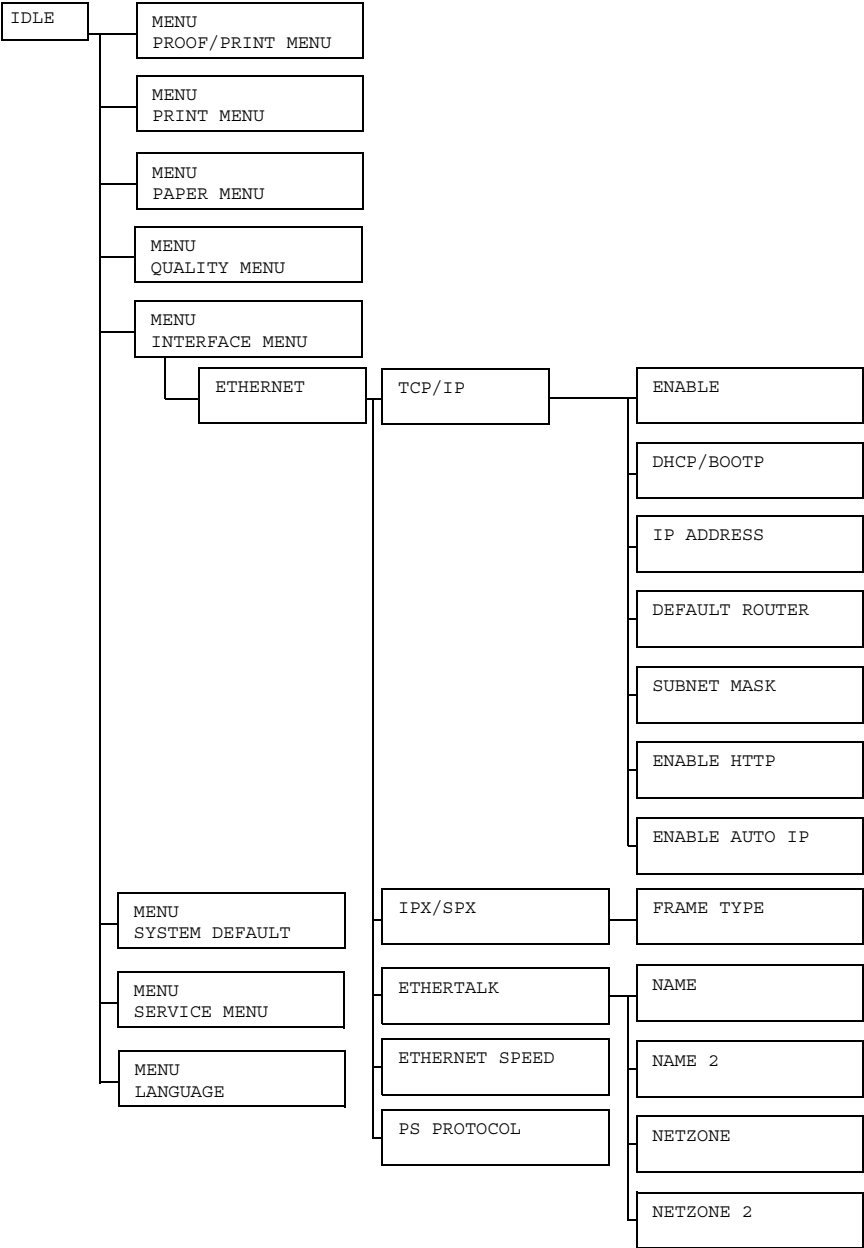 IDLE
MENU
PROOF/PRINT MENU
MENU
PRINT MENU
MENU
PAPER MENU
MENU
QUALITY MENU
MENU
INTERFACE MENU
ETHERNET
TCP/IP
ENABLE
DHCP/BOOTP
IP ADDRESS
DEFAULT ROUTER
SUBNET MASK
ENABLE HTTP
ENABLE AUTO IP
IPX/SPX
FRAME TYPE
ETHERTALK
NAME
NAME 2
NETZONE
NETZONE 2
ETHERNET SPEED
PS PROTOCOL
MENU
SYSTEM DEFAULT
MENU
SERVICE MENU
MENU
LANGUAGE